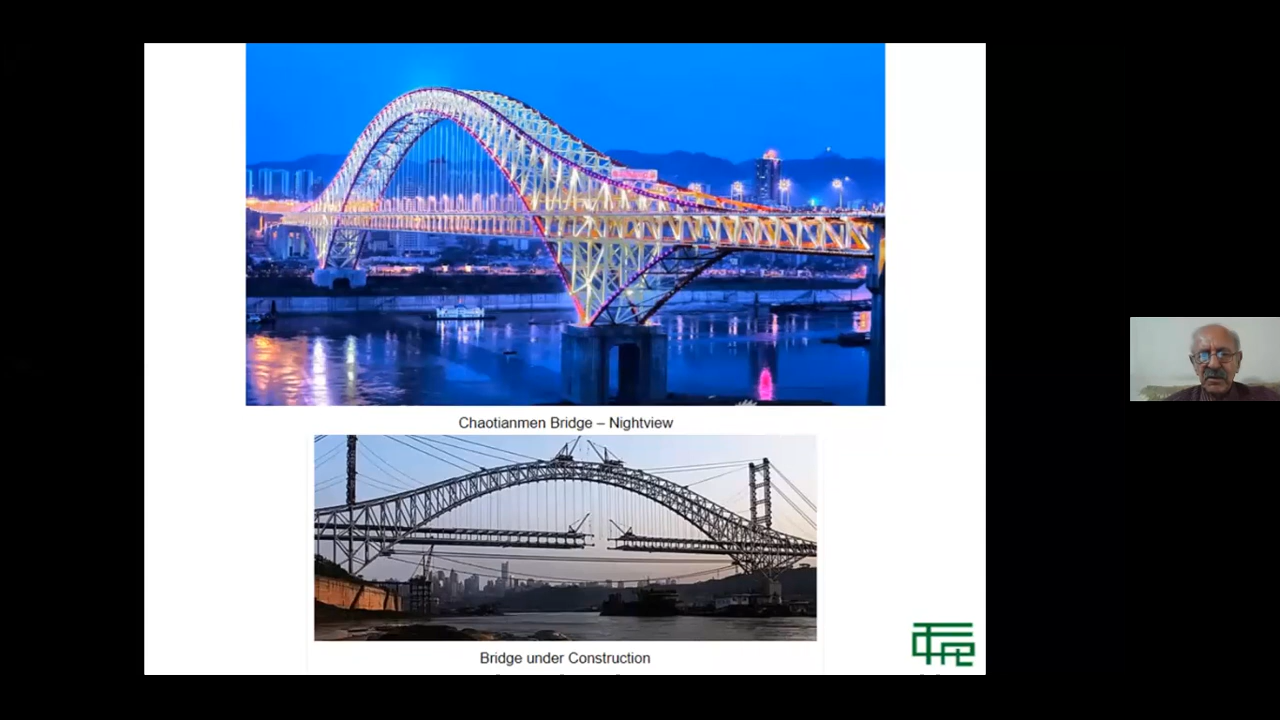 Chaotianmen Bridge – Nightview
Bridge under Construction